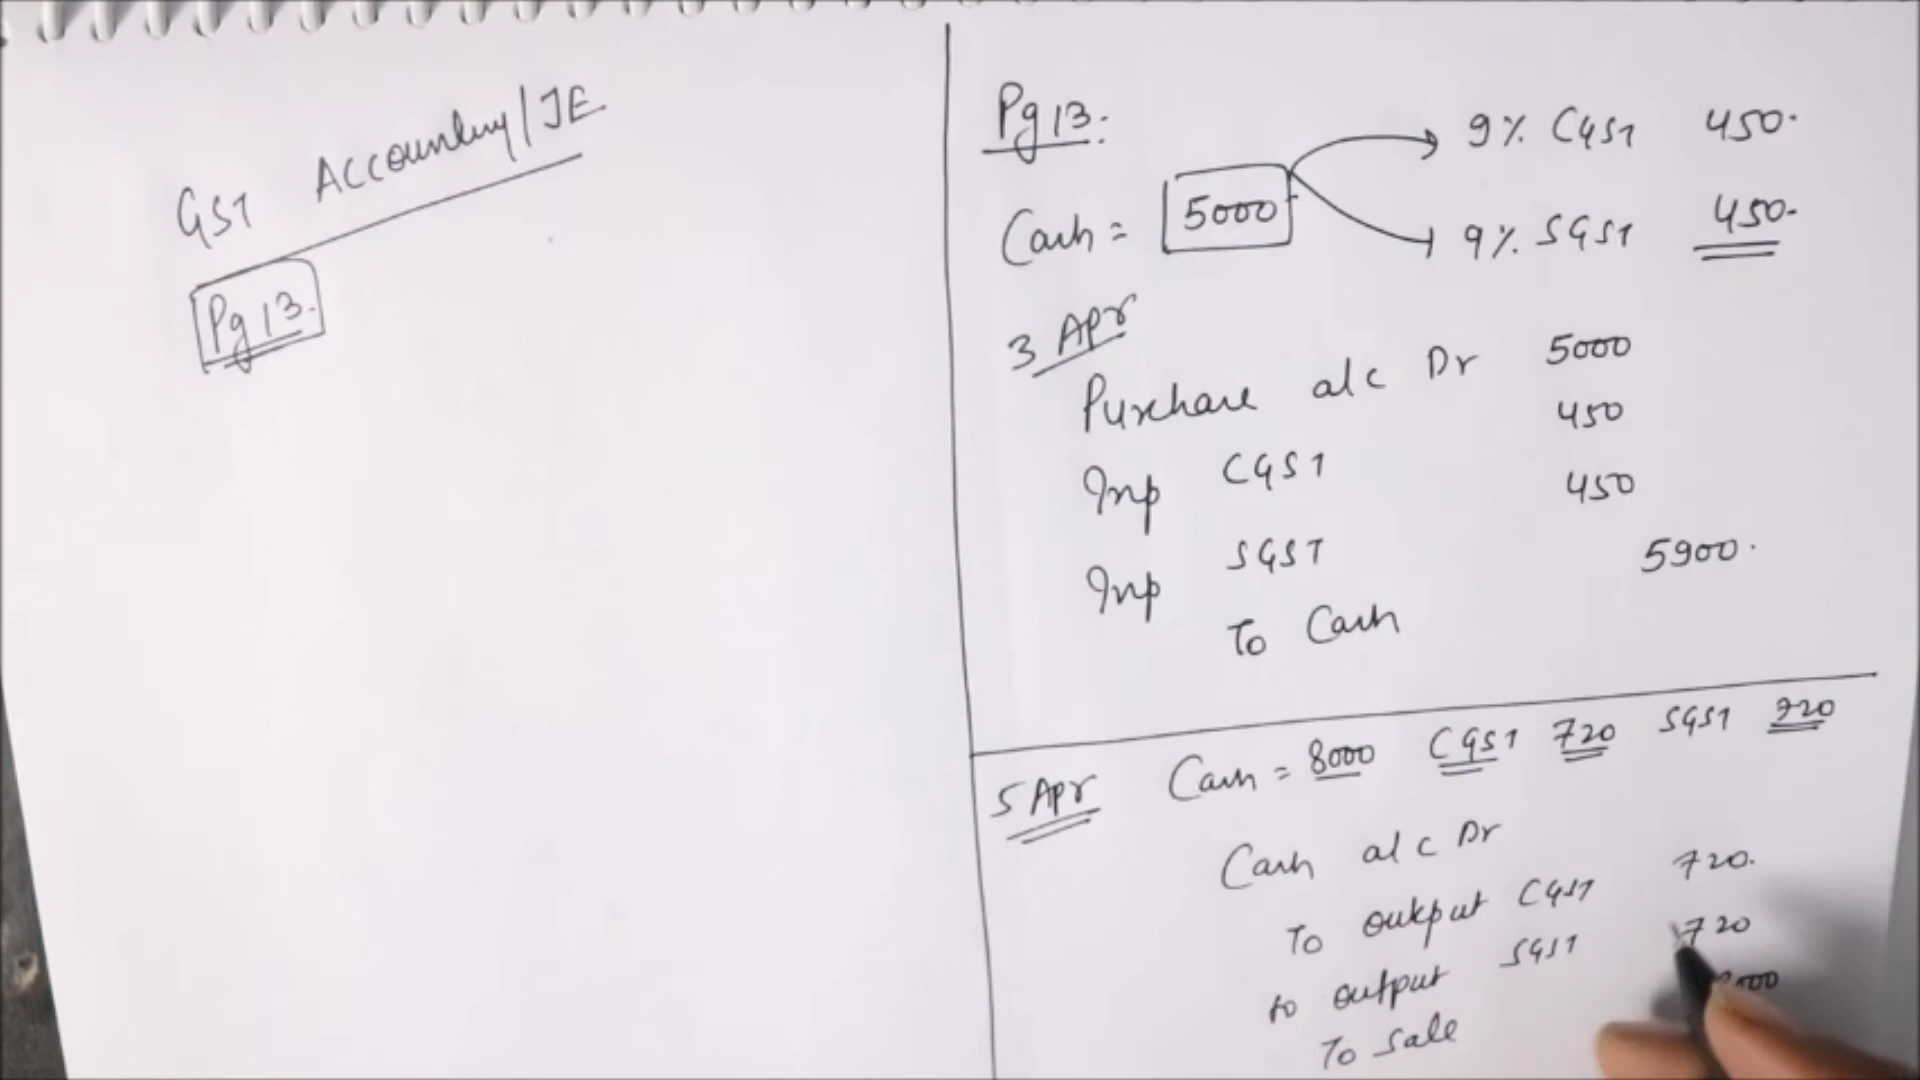 GST Accounting/JE
Pg 13.
Pg 13.
9% CGST 450.
Cash = 5000
9% SGST 450.
3 Apr
Purchase a/c Dr 5000
Inp CGST 450
Inp SGST 450
To Cash 5900.
5 Apr Cash = 8000 CGST 720 SGST 720
Cash a/c Dr
To output CGST 720.
to output SGST 720
To Sale